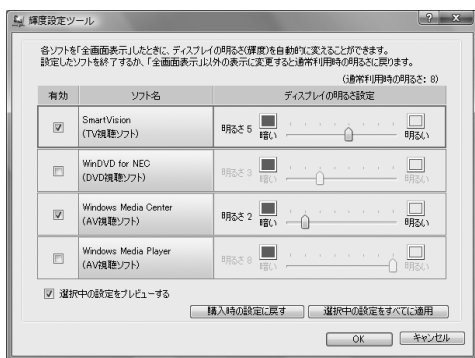 輝度設定ツール
各ソフトを「全画面表示」したときに、ディスプレイの明るさ(輝度)を自動的に変えることができます。
設定したソフトを終了するか、「全画面表示」以外の表示に変更すると通常利用時の明るさに戻ります。
(通常利用時の明るさ: 8)
有効 ソフト名 ディスプレイの明るさ設定
SmartVision
(TV視聴ソフト)
明るさ 5 暗い 明るい
WinDVD for NEC
(DVD視聴ソフト)
明るさ 3 暗い 明るい
Windows Media Center
(AV視聴ソフト)
明るさ 2 暗い 明るい
Windows Media Player
(AV視聴ソフト)
明るさ 8 暗い 明るい
選択中の設定をプレビューする
購入時の設定に戻す 選択中の設定をすべてに適用
OK キャンセル